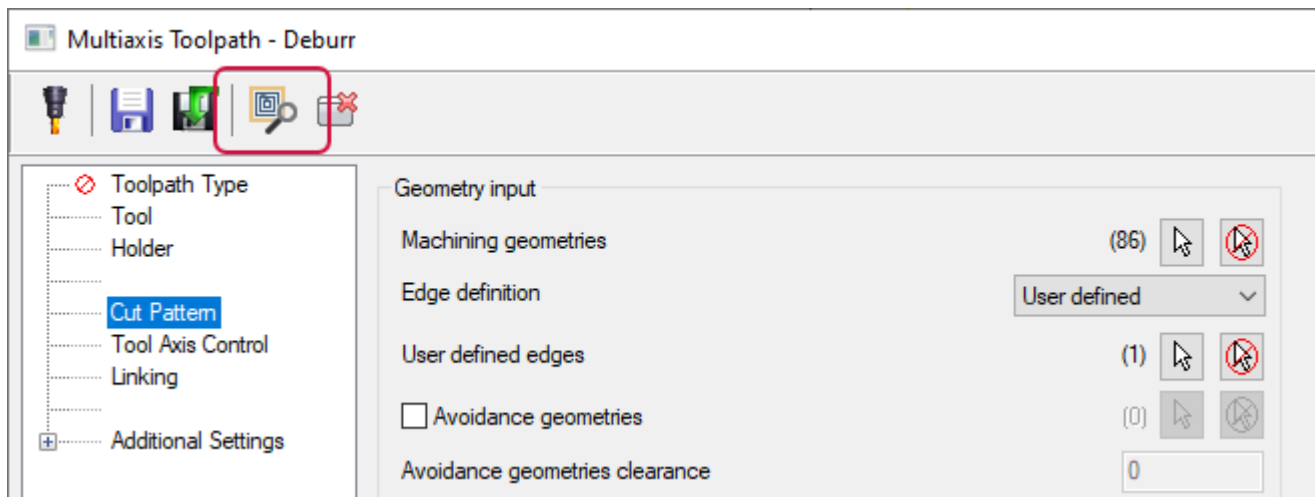 Multiaxis Toolpath - Deburr
Toolpath Type
Tool
Holder
Cut Pattern
Tool Axis Control
Linking
Additional Settings
Geometry input
Machining geometries (86)
Edge definition User defined
User defined edges (1)
Avoidance geometries (0)
Avoidance geometries clearance 0